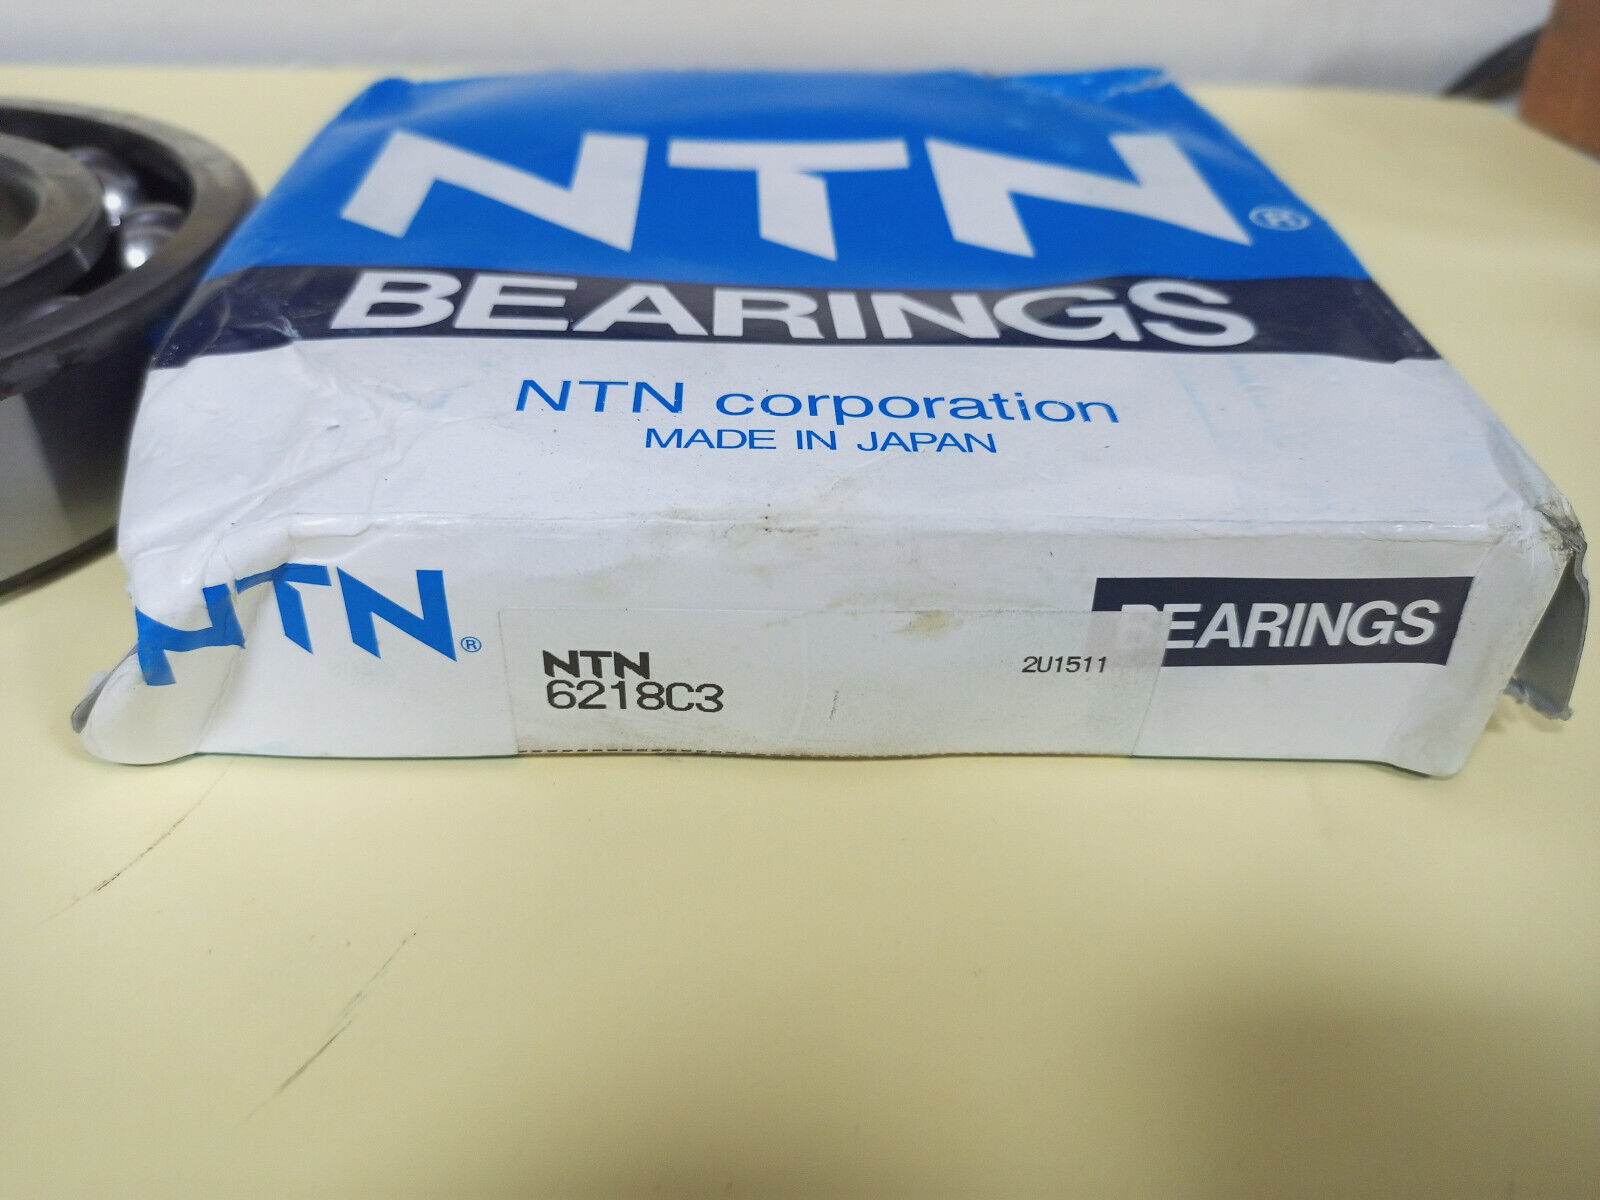 NTN®
BEARINGS
NTN corporation
MADE IN JAPAN
NTN®
BEARINGS
NTN
6218C3
2U1511